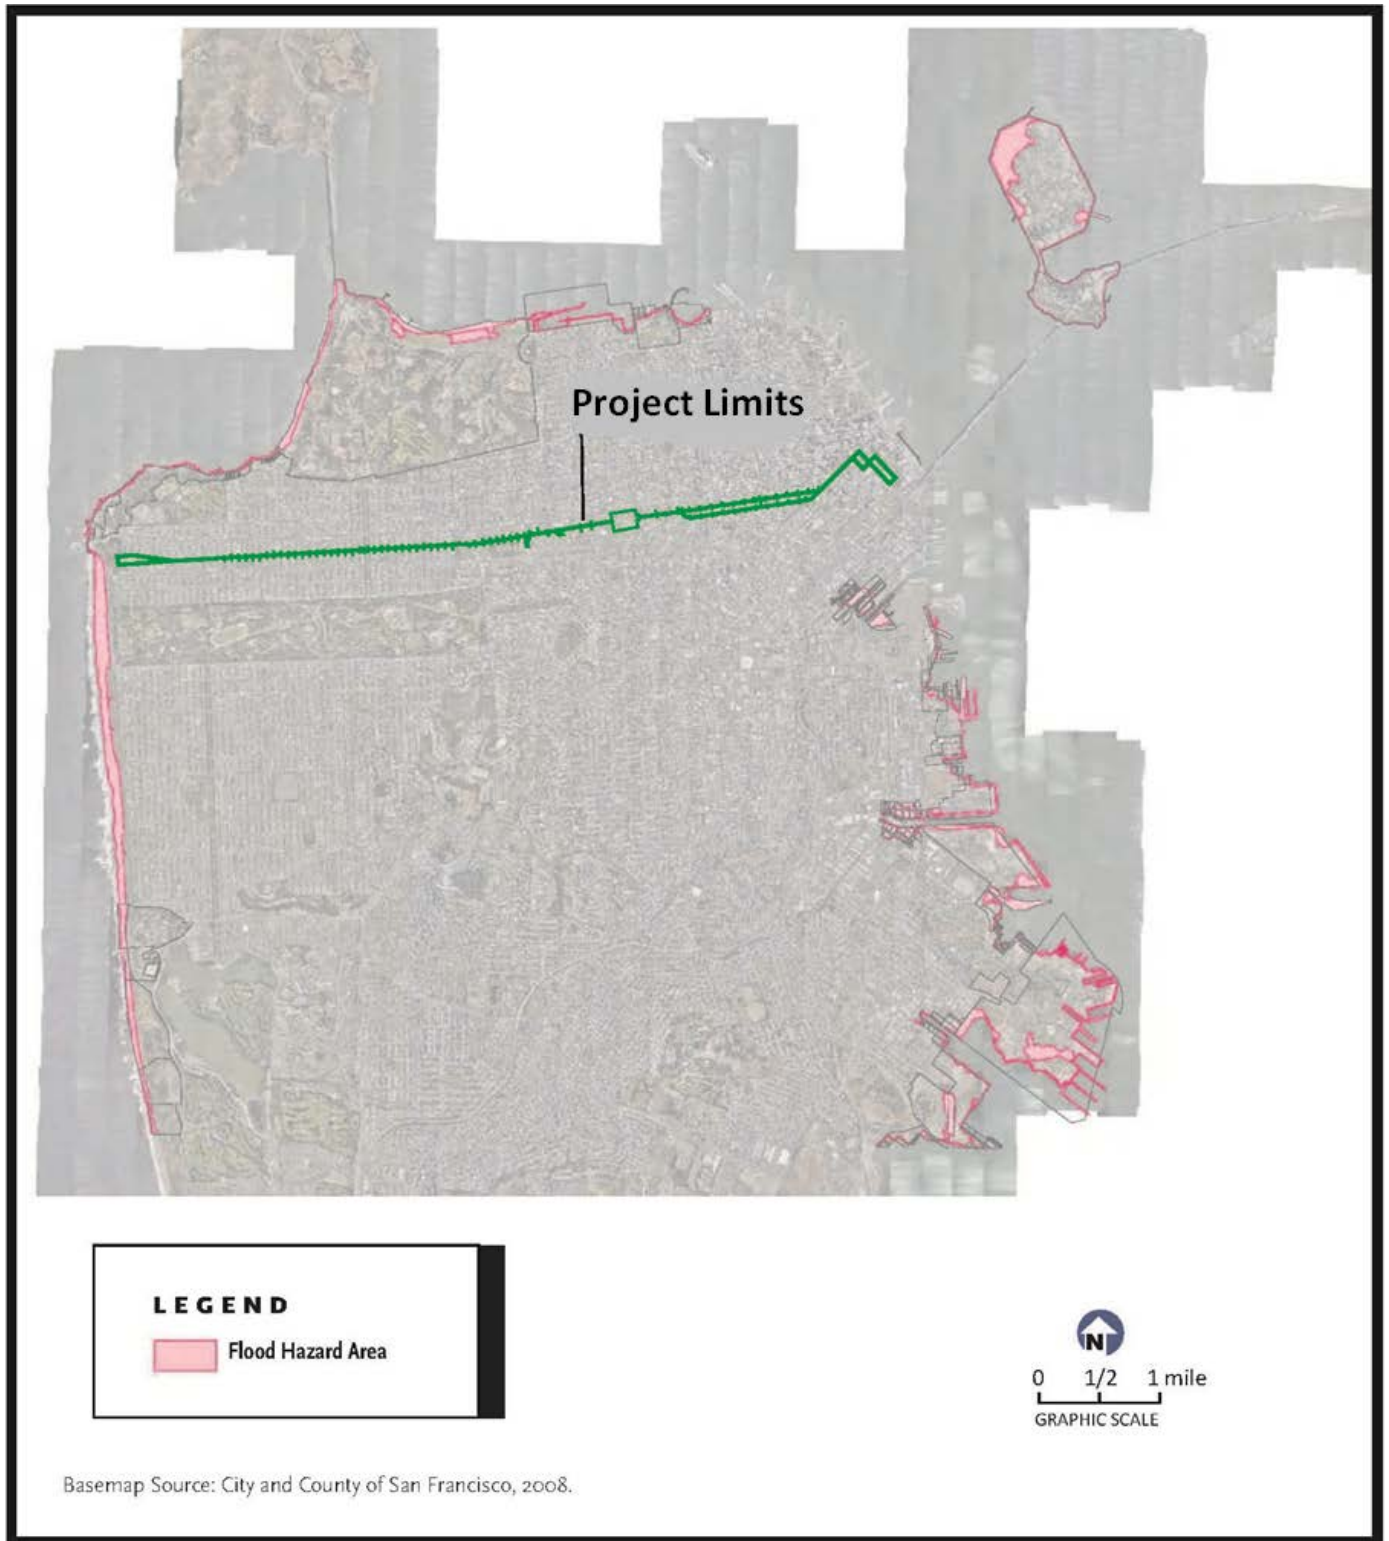 Project Limits
LEGEND
Flood Hazard Area
N
0 1/2 1 mile
GRAPHIC SCALE
Basemap Source: City and County of San Francisco, 2008.